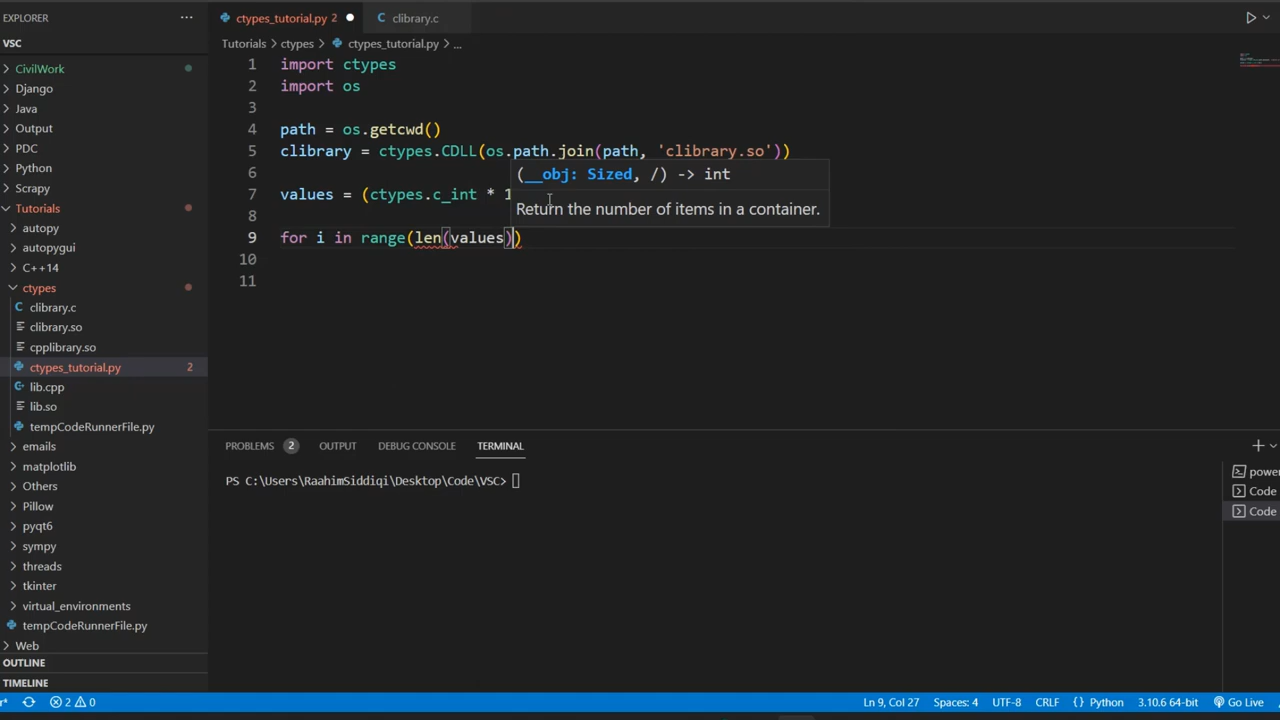 EXPLORER
···
ctypes_tutorial.py 2
C clibrary.c
VSC
Tutorials > ctypes > ctypes_tutorial.py > ...
CivilWork
Django
Java
Output
PDC
Python
Scrapy
Tutorials
autopy
autopygui
C++14
ctypes
C clibrary.c
clibrary.so
cpplibrary.so
ctypes_tutorial.py 2
lib.cpp
lib.so
tempCodeRunnerFile.py
emails
matplotlib
Others
Pillow
pyqt6
sympy
threads
tkinter
virtual_environments
tempCodeRunnerFile.py
Web
OUTLINE
TIMELINE
1 import ctypes
2 import os
3
4 path = os.getcwd()
5 clibrary = ctypes.CDLL(os.path.join(path, 'clibrary.so'))
6
7 values = (ctypes.c_int * 1
8
9 for i in range(len(values))
10
11
(__obj: Sized, /) -> int
Return the number of items in a container.
PROBLEMS 2 OUTPUT DEBUG CONSOLE TERMINAL
PS C:\Users\RaahimSiddiqi\Desktop\Code\VSC>
power
Code
Code
2 0
Ln 9, Col 27 Spaces: 4 UTF-8 CRLF {} Python 3.10.6 64-bit Go Live